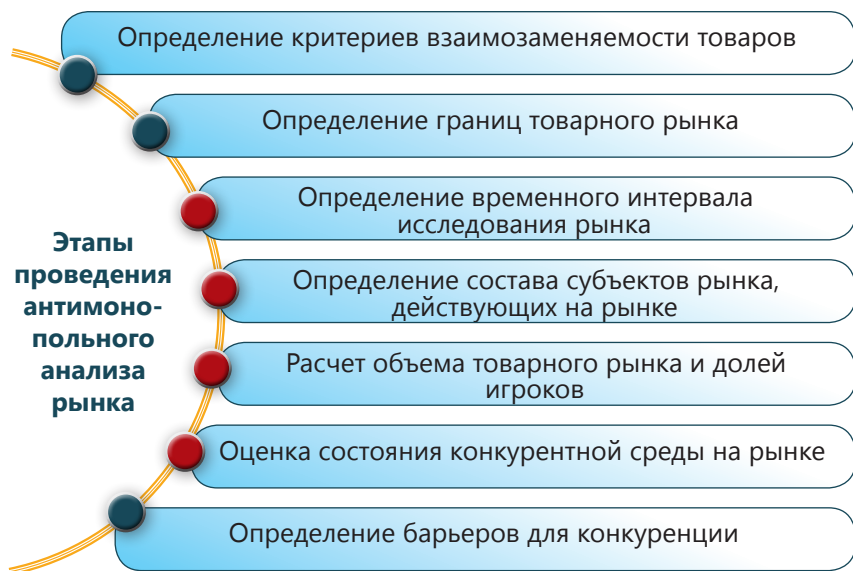 Определение критериев взаимозаменяемости товаров
Определение границ товарного рынка
Определение временного интервала
исследования рынка
Этапы
проведения
антимоно-
польного
анализа
рынка
Определение состава субъектов рынка,
действующих на рынке
Расчет объема товарного рынка и долей
игроков
Оценка состояния конкурентной среды на рынке
Определение барьеров для конкуренции